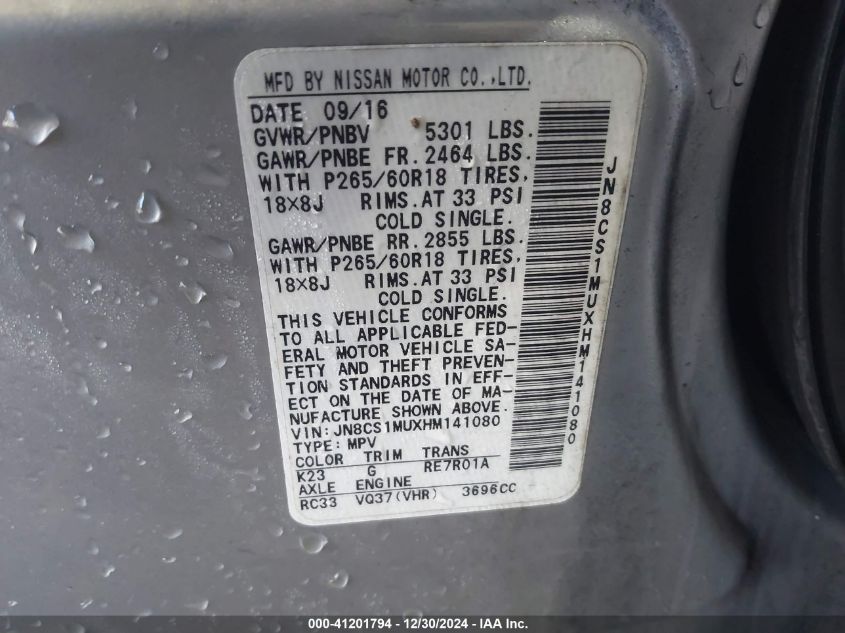 MFD BY NISSAN MOTOR CO.,LTD.
DATE 09/16
GVWR/PNBV 5301 LBS.
GAWR/PNBE FR. 2464 LBS.
WITH P265/60R18 TIRES,
18×8J RIMS.AT 33 PSI
COLD SINGLE.
GAWR/PNBE RR. 2855 LBS.
WITH P265/60R18 TIRES,
18×8J RIMS.AT 33 PSI
COLD SINGLE.
THIS VEHICLE CONFORMS
TO ALL APPLICABLE FED-
ERAL MOTOR VEHICLE SA-
FETY AND THEFT PREVEN-
TION STANDARDS IN EFF-
ECT ON THE DATE OF MA-
NUFACTURE SHOWN ABOVE.
VIN: JN8CS1MUXHM141080
TYPE: MPV
COLOR TRIM TRANS
K23 G RE7R01A
AXLE ENGINE
RC33 VQ37(VHR) 3696CC
JN8CS1MUXHM141080
000-41201794 - 12/30/2024 - IAA Inc.